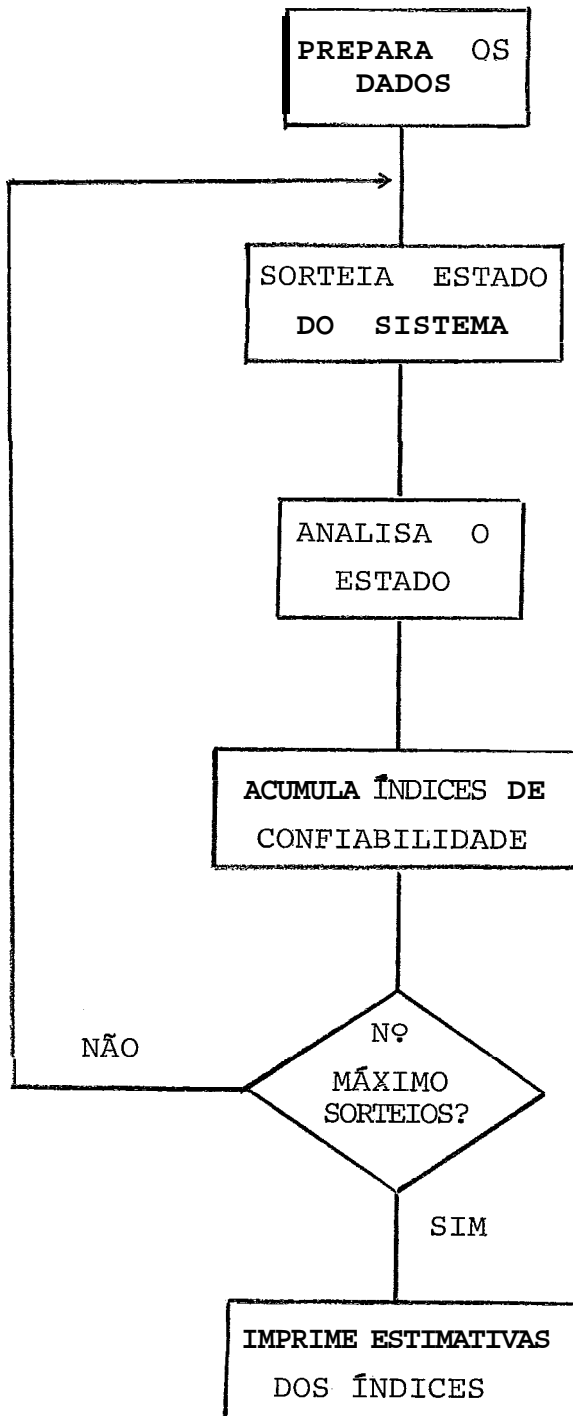 PREPARA OS
DADOS
SORTEIA ESTADO
DO SISTEMA
ANALISA O
ESTADO
ACUMULA ÍNDICES DE
CONFIABILIDADE
NÃO
Nº
MÁXIMO
SORTEIOS?
SIM
IMPRIME ESTIMATIVAS
DOS ÍNDICES